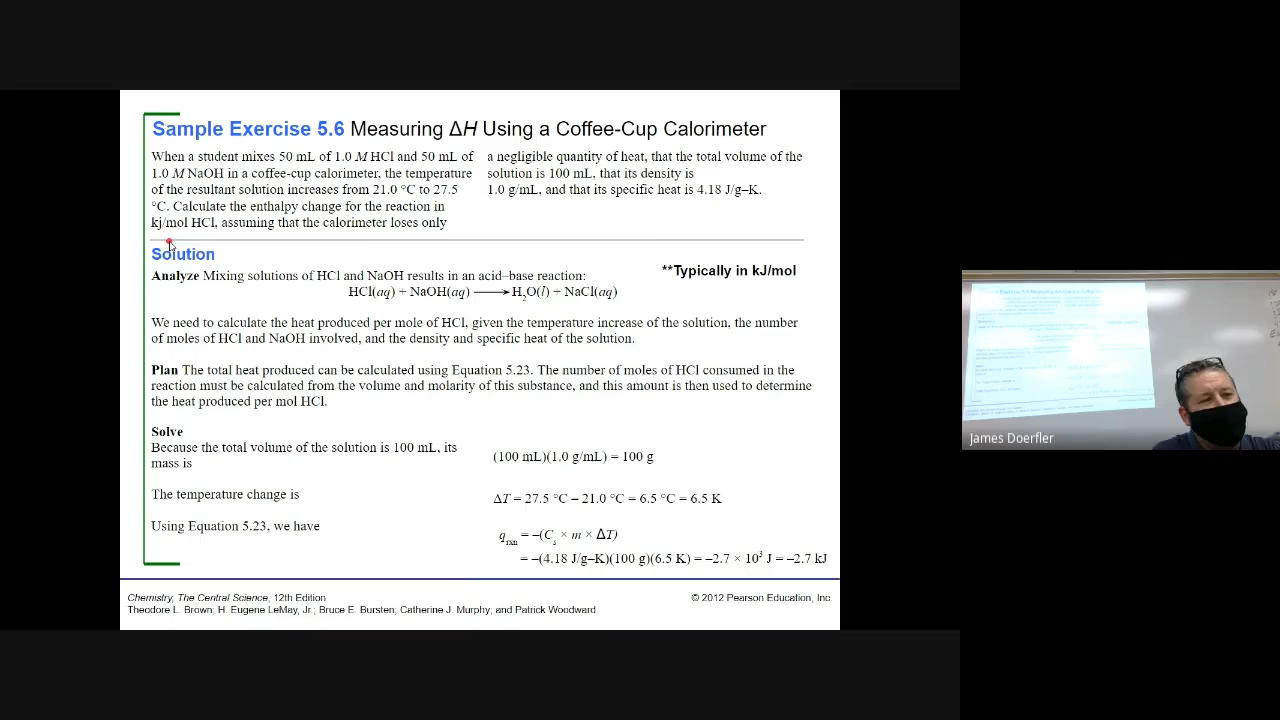 Sample Exercise 5.6 Measuring ΔH Using a Coffee-Cup Calorimeter
When a student mixes 50 mL of 1.0 M HCl and 50 mL of
1.0 M NaOH in a coffee-cup calorimeter, the temperature
of the resultant solution increases from 21.0 °C to 27.5
°C. Calculate the enthalpy change for the reaction in
kj/mol HCl, assuming that the calorimeter loses only
a negligible quantity of heat, that the total volume of the
solution is 100 mL, that its density is
1.0 g/mL, and that its specific heat is 4.18 J/g–K.
Solution
**Typically in kJ/mol
Analyze Mixing solutions of HCl and NaOH results in an acid–base reaction:
HCl(aq) + NaOH(aq) ⟶ H₂O(l) + NaCl(aq)
We need to calculate the heat produced per mole of HCl, given the temperature increase of the solution, the number
of moles of HCl and NaOH involved, and the density and specific heat of the solution.
Plan The total heat produced can be calculated using Equation 5.23. The number of moles of HCl consumed in the
reaction must be calculated from the volume and molarity of this substance, and this amount is then used to determine
the heat produced per mol HCl.
Solve
Because the total volume of the solution is 100 mL, its
mass is
(100 mL)(1.0 g/mL) = 100 g
The temperature change is
ΔT = 27.5 °C – 21.0 °C = 6.5 °C = 6.5 K
Using Equation 5.23, we have
qrxn = –(Cs × m × ΔT)
= –(4.18 J/g–K)(100 g)(6.5 K) = –2.7 × 10³ J = –2.7 kJ
Chemistry, The Central Science, 12th Edition
Theodore L. Brown; H. Eugene LeMay, Jr.; Bruce E. Bursten; Catherine J. Murphy; and Patrick Woodward
© 2012 Pearson Education, Inc.
James Doerfler